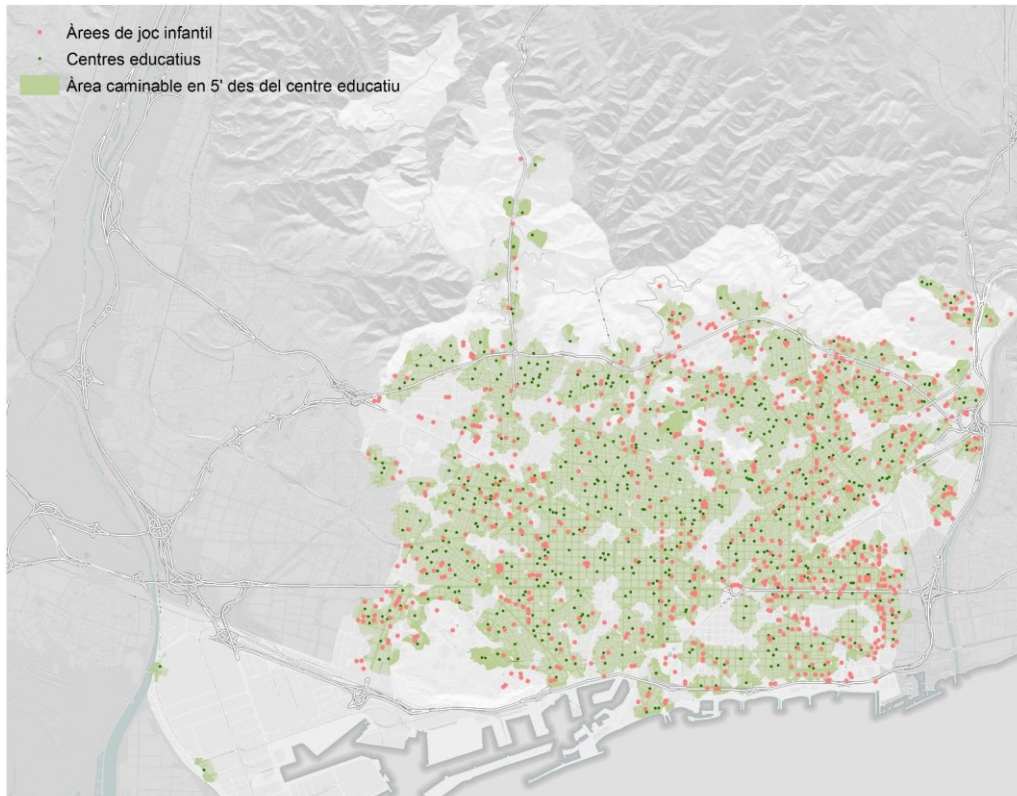 Àrees de joc infantil
Centres educatius
Àrea caminable en 5' des del centre educatiu